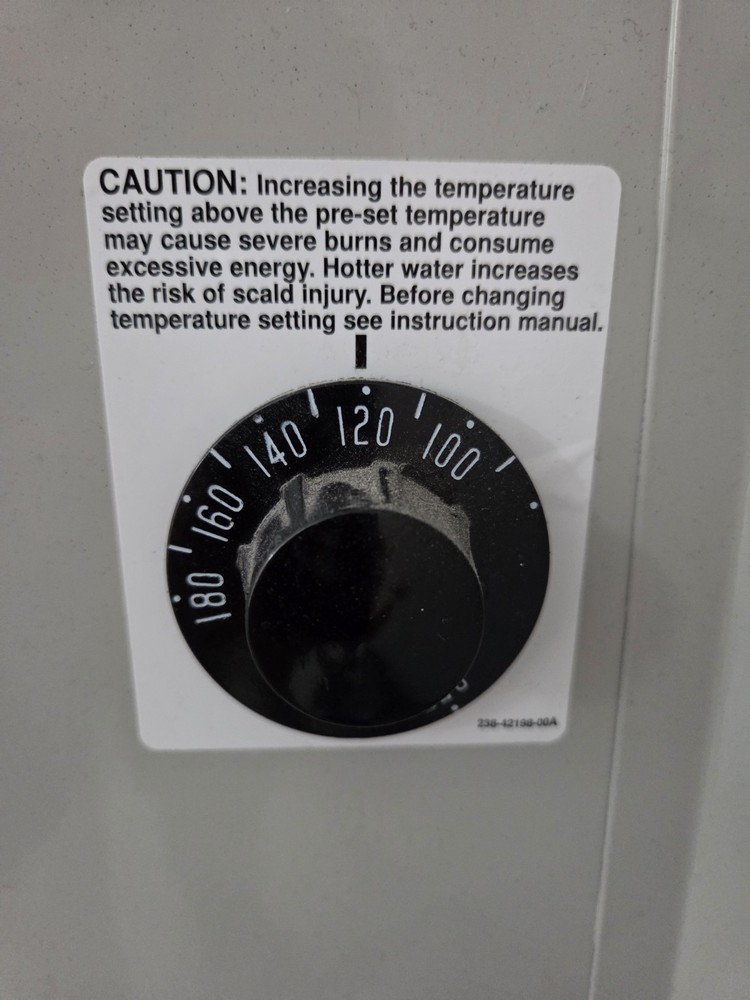 CAUTION: Increasing the temperature
setting above the pre-set temperature
may cause severe burns and consume
excessive energy. Hotter water increases
the risk of scald injury. Before changing
temperature setting see instruction manual.
180 160 140 120 100
238-42198-00A